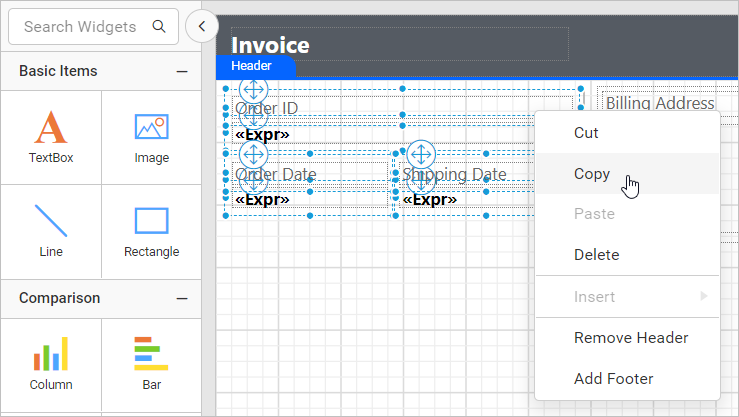 Search Widgets
Basic Items
TextBox
Image
Line
Rectangle
Comparison
Column
Bar
Invoice
Header
Order ID
«Expr»
Order Date
Shipping Date
«Expr»
«Expr»
Billing Address
Cut
Copy
Paste
Delete
Insert
Remove Header
Add Footer